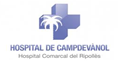 HOSPITAL DE CAMPDEVÀNOL
Hospital Comarcal del Ripollès